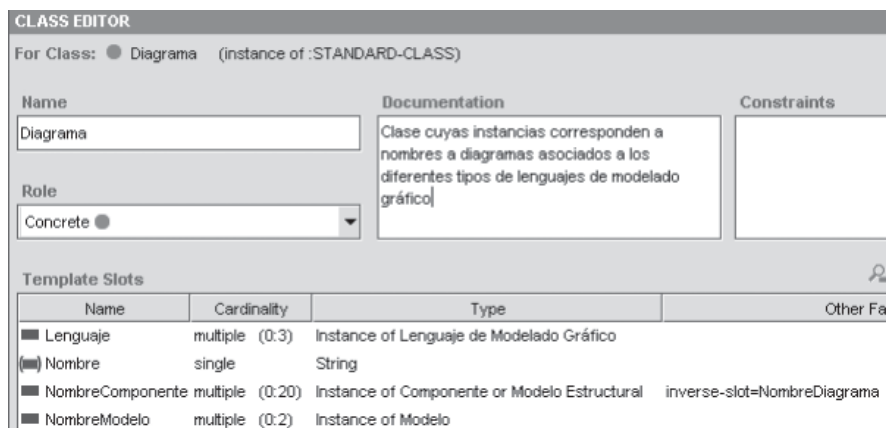 CLASS EDITOR
For Class: Diagrama (instance of :STANDARD-CLASS)
Name Documentation Constraints
Diagrama
Clase cuyas instancias corresponden a
nombres a diagramas asociados a los
diferentes tipos de lenguajes de modelado
gráfico
Role
Concrete
Template Slots
Name Cardinality Type Other Fa
Lenguaje multiple (0:3) Instance of Lenguaje de Modelado Gráfico
Nombre single String
NombreComponente multiple (0:20) Instance of Componente or Modelo Estructural inverse-slot=NombreDiagrama
NombreModelo multiple (0:2) Instance of Modelo